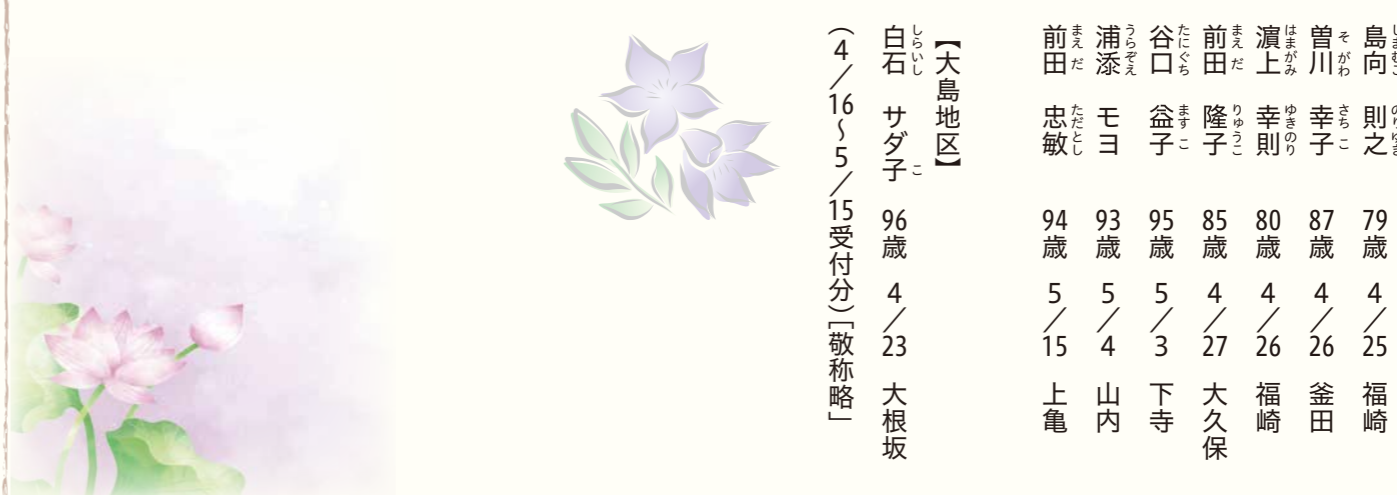 島向 則之 79歳 4/25 福崎
曽川 幸子 87歳 4/26 釜田
濵上 幸則 80歳 4/26 福崎
前田 隆子 85歳 4/27 大久保
谷口 益子 95歳 5/3 下寺
浦添 モヨ 93歳 5/4 山内
前田 忠敏 94歳 5/15 上亀
【大島地区】
白石 サダ子 96歳 4/23 大根坂
(4/16〜5/15受付分)[敬称略]